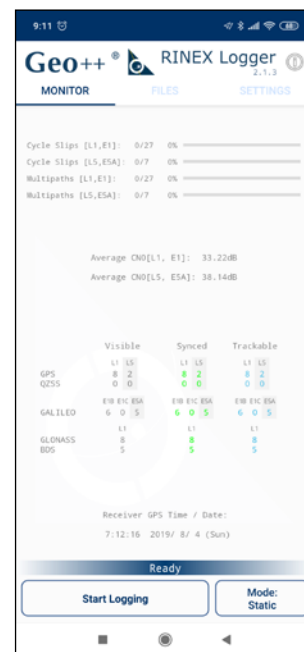 9:11
Geo++ ® RINEX Logger
2.1.3
MONITOR FILES SETTINGS
Cycle Slips [L1,E1]: 0/27 0%
Cycle Slips [L5,E5A]: 0/7 0%
Multipaths [L1,E1]: 0/27 0%
Multipaths [L5,E5A]: 0/7 0%
Average CN0[L1, E1]: 33.22dB
Average CN0[L5, E5A]: 38.14dB
Visible Synced Trackable
L1 L5 L1 L5 L1 L5
GPS 8 2 8 2 8 2
QZSS 0 0 0 0 0 0
E1B E1C E5A E1B E1C E5A E1B E1C E5A
GALILEO 6 0 5 6 0 5 6 0 5
L1 L1 L1
GLONASS 8 8 8
BDS 5 5 5
Receiver GPS Time / Date:
7:12:16 2019/ 8/ 4 (Sun)
Ready
Start Logging
Mode:
Static